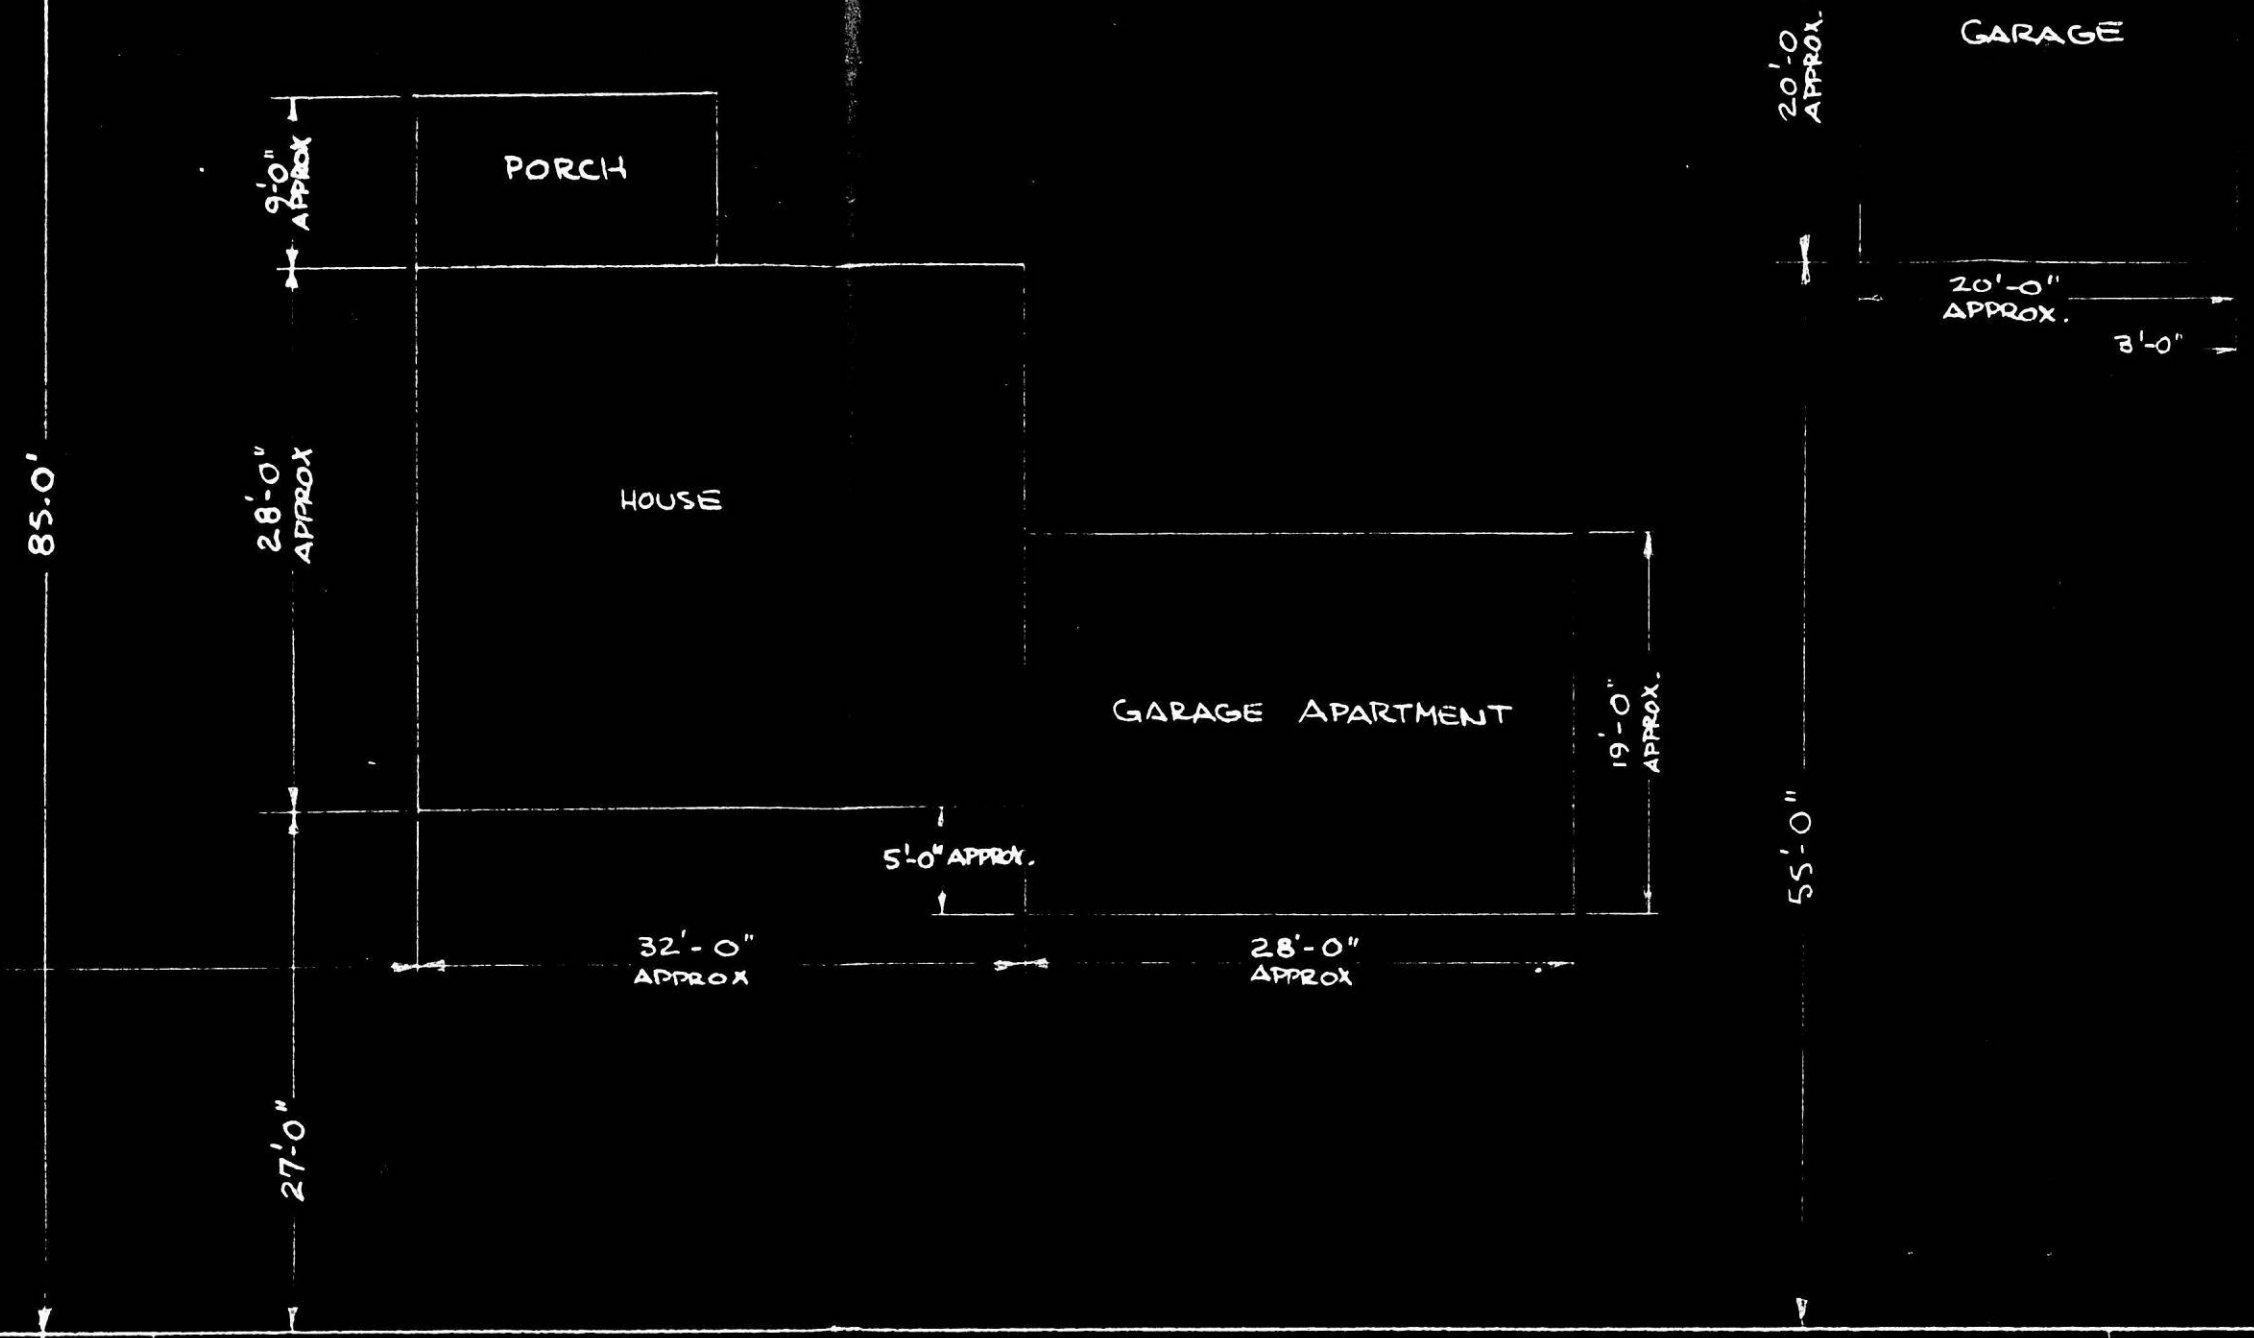 GARAGE
20'-0
APPROX.
PORCH
9'-0"
APPROX
20'-0"
APPROX.
3'-0"
85.0'
28'-0"
APPROX
HOUSE
GARAGE APARTMENT
19'-0"
APPROX.
55'-0"
5'-0" APPROX.
32'-0"
APPROX
28'-0"
APPROX
27'-0"